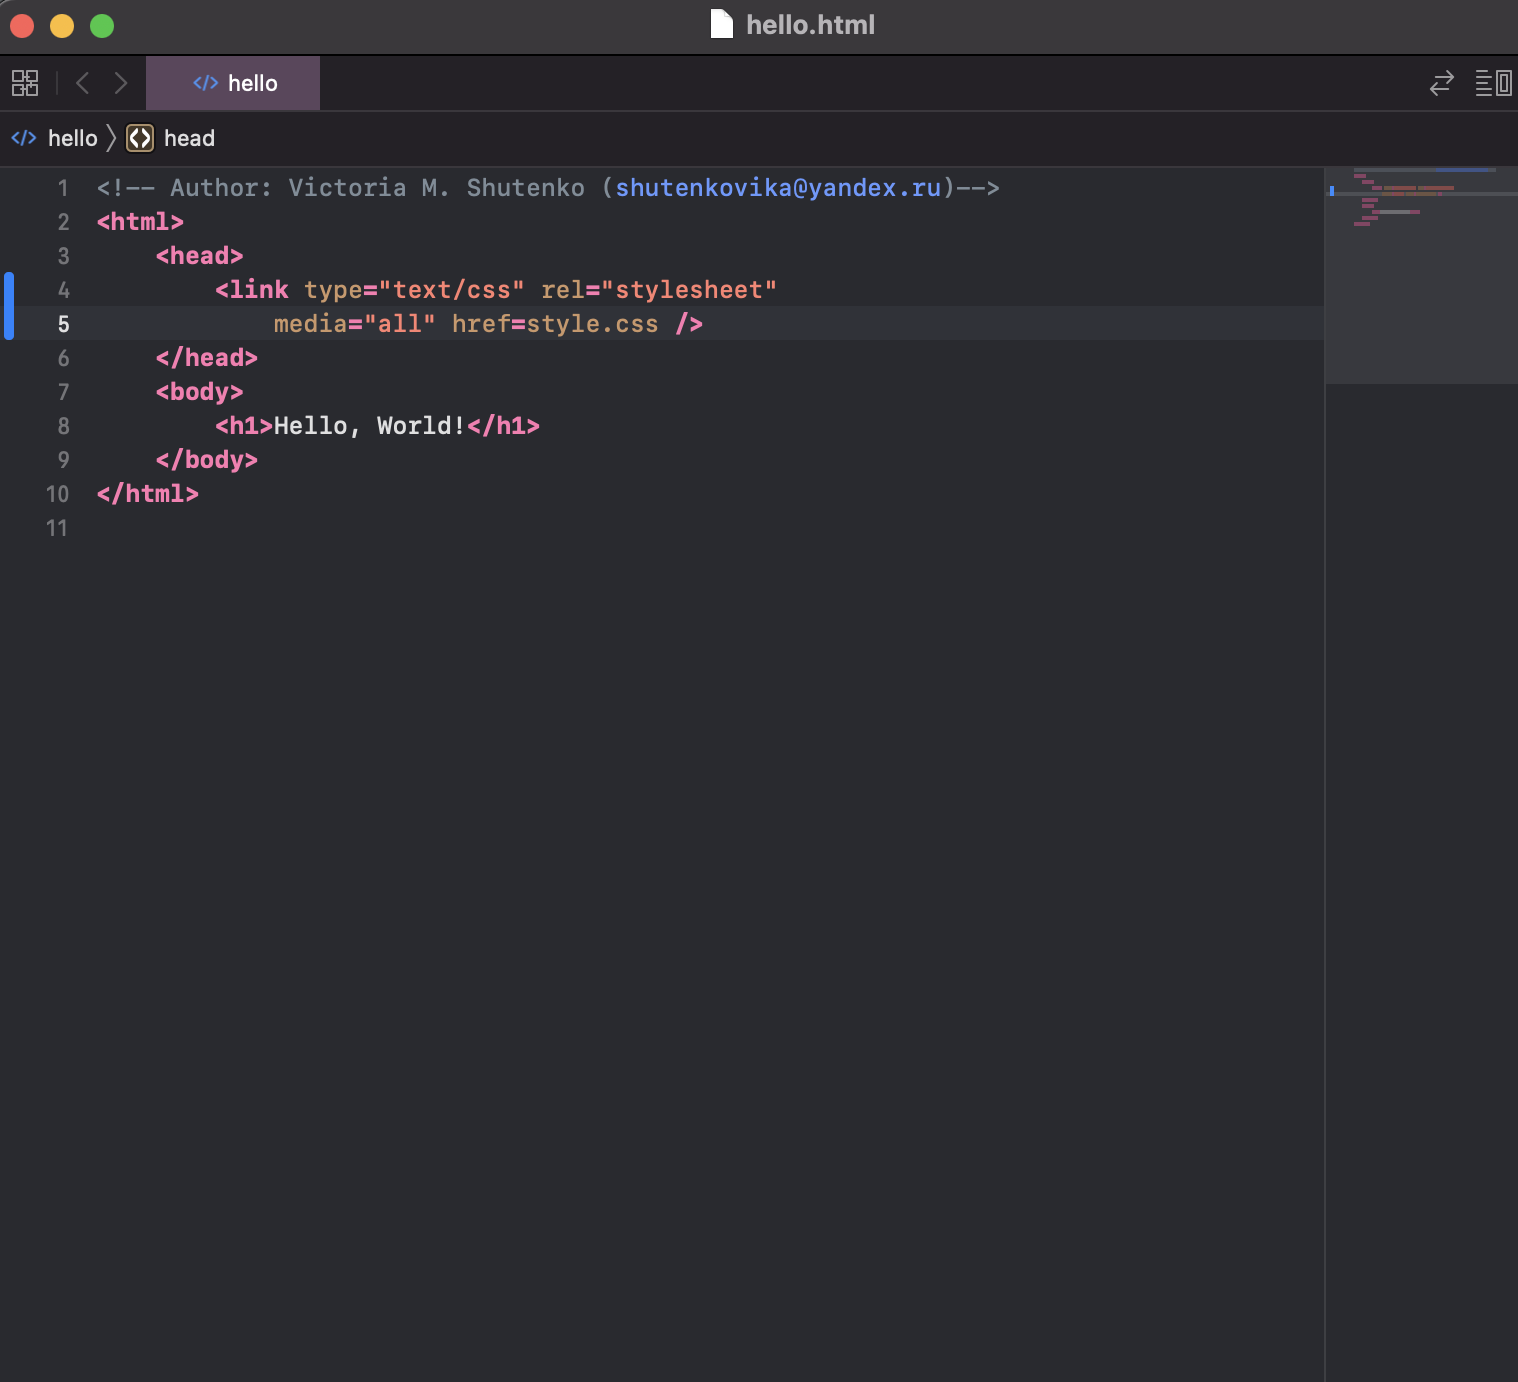 hello.html
hello
hello head
1 <!-- Author: Victoria M. Shutenko (shutenkovika@yandex.ru)-->
2 <html>
3     <head>
4         <link type="text/css" rel="stylesheet"
5             media="all" href=style.css />
6     </head>
7     <body>
8         <h1>Hello, World!</h1>
9     </body>
10 </html>
11